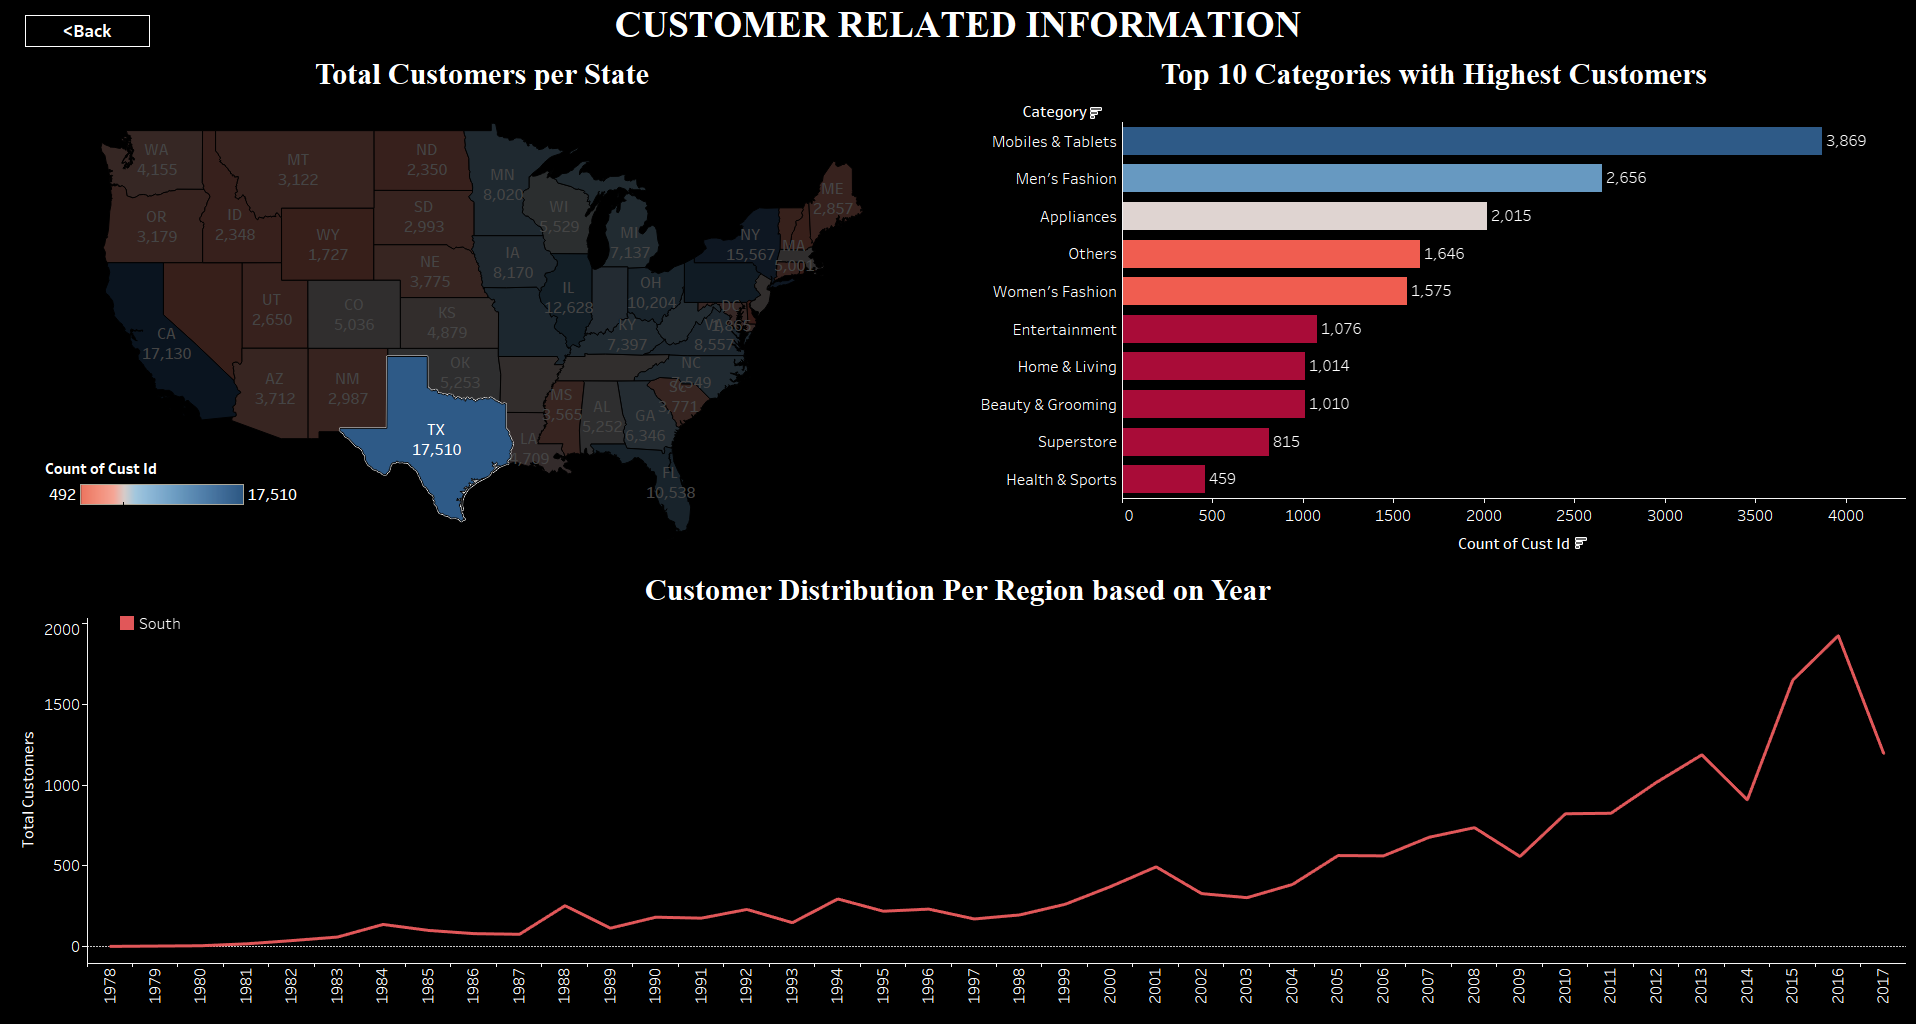 <Back
CUSTOMER RELATED INFORMATION
Total Customers per State
WA
4,155
MT
3,122
ND
2,350
MN
8,020
OR
3,179
ID
2,348
WY
1,727
SD
2,993
WI
5,529
MI
7,137
NY
15,567
ME
2,857
MA
5,001
IA
8,170
NE
3,775
UT
2,650
CO
5,036
KS
4,879
IL
12,628
OH
10,204
DC
1,865
CA
17,130
KY
7,397
VA
8,557
AZ
3,712
NM
2,987
OK
5,253
NC
7,549
MS
3,565
AL
5,252
GA
6,346
SC
3,771
TX
17,510
LA
4,709
FL
10,538
Count of Cust Id
492
17,510
Top 10 Categories with Highest Customers
Category
Mobiles & Tablets 3,869
Men's Fashion 2,656
Appliances 2,015
Others 1,646
Women's Fashion 1,575
Entertainment 1,076
Home & Living 1,014
Beauty & Grooming 1,010
Superstore 815
Health & Sports 459
0 500 1000 1500 2000 2500 3000 3500 4000
Count of Cust Id
Customer Distribution Per Region based on Year
South
Total Customers
2000
1500
1000
500
0
1978 1979 1980 1981 1982 1983 1984 1985 1986 1987 1988 1989 1990 1991 1992 1993 1994 1995 1996 1997 1998 1999 2000 2001 2002 2003 2004 2005 2006 2007 2008 2009 2010 2011 2012 2013 2014 2015 2016 2017